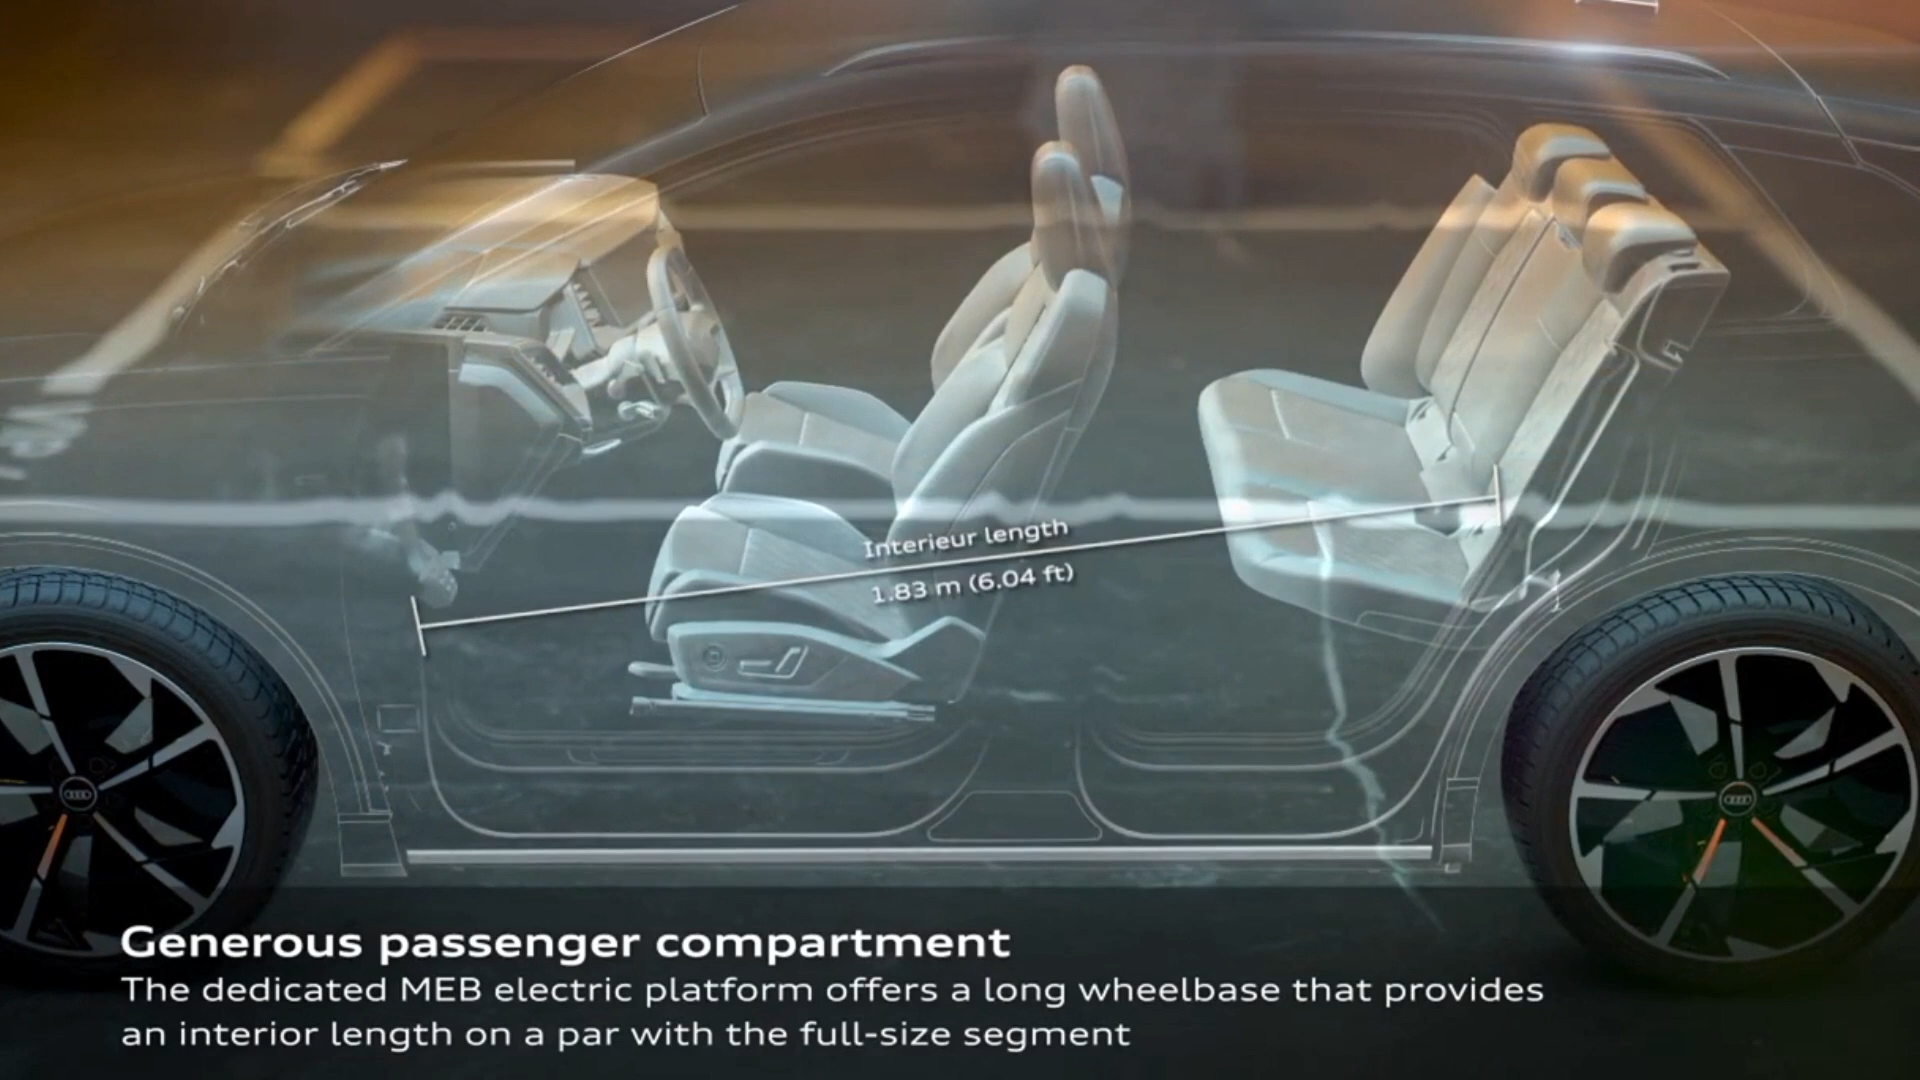 Interieur length
1.83 m (6.04 ft)
Generous passenger compartment
The dedicated MEB electric platform offers a long wheelbase that provides
an interior length on a par with the full-size segment